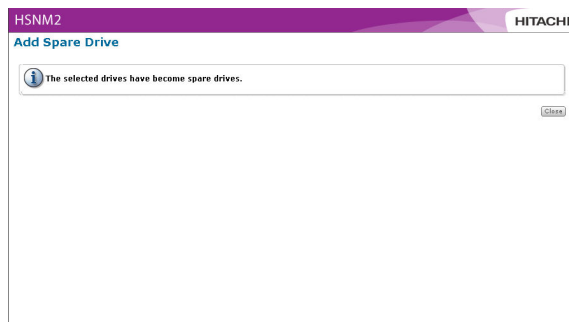 HSNM2
HITACHI
Add Spare Drive
The selected drives have become spare drives.
Close